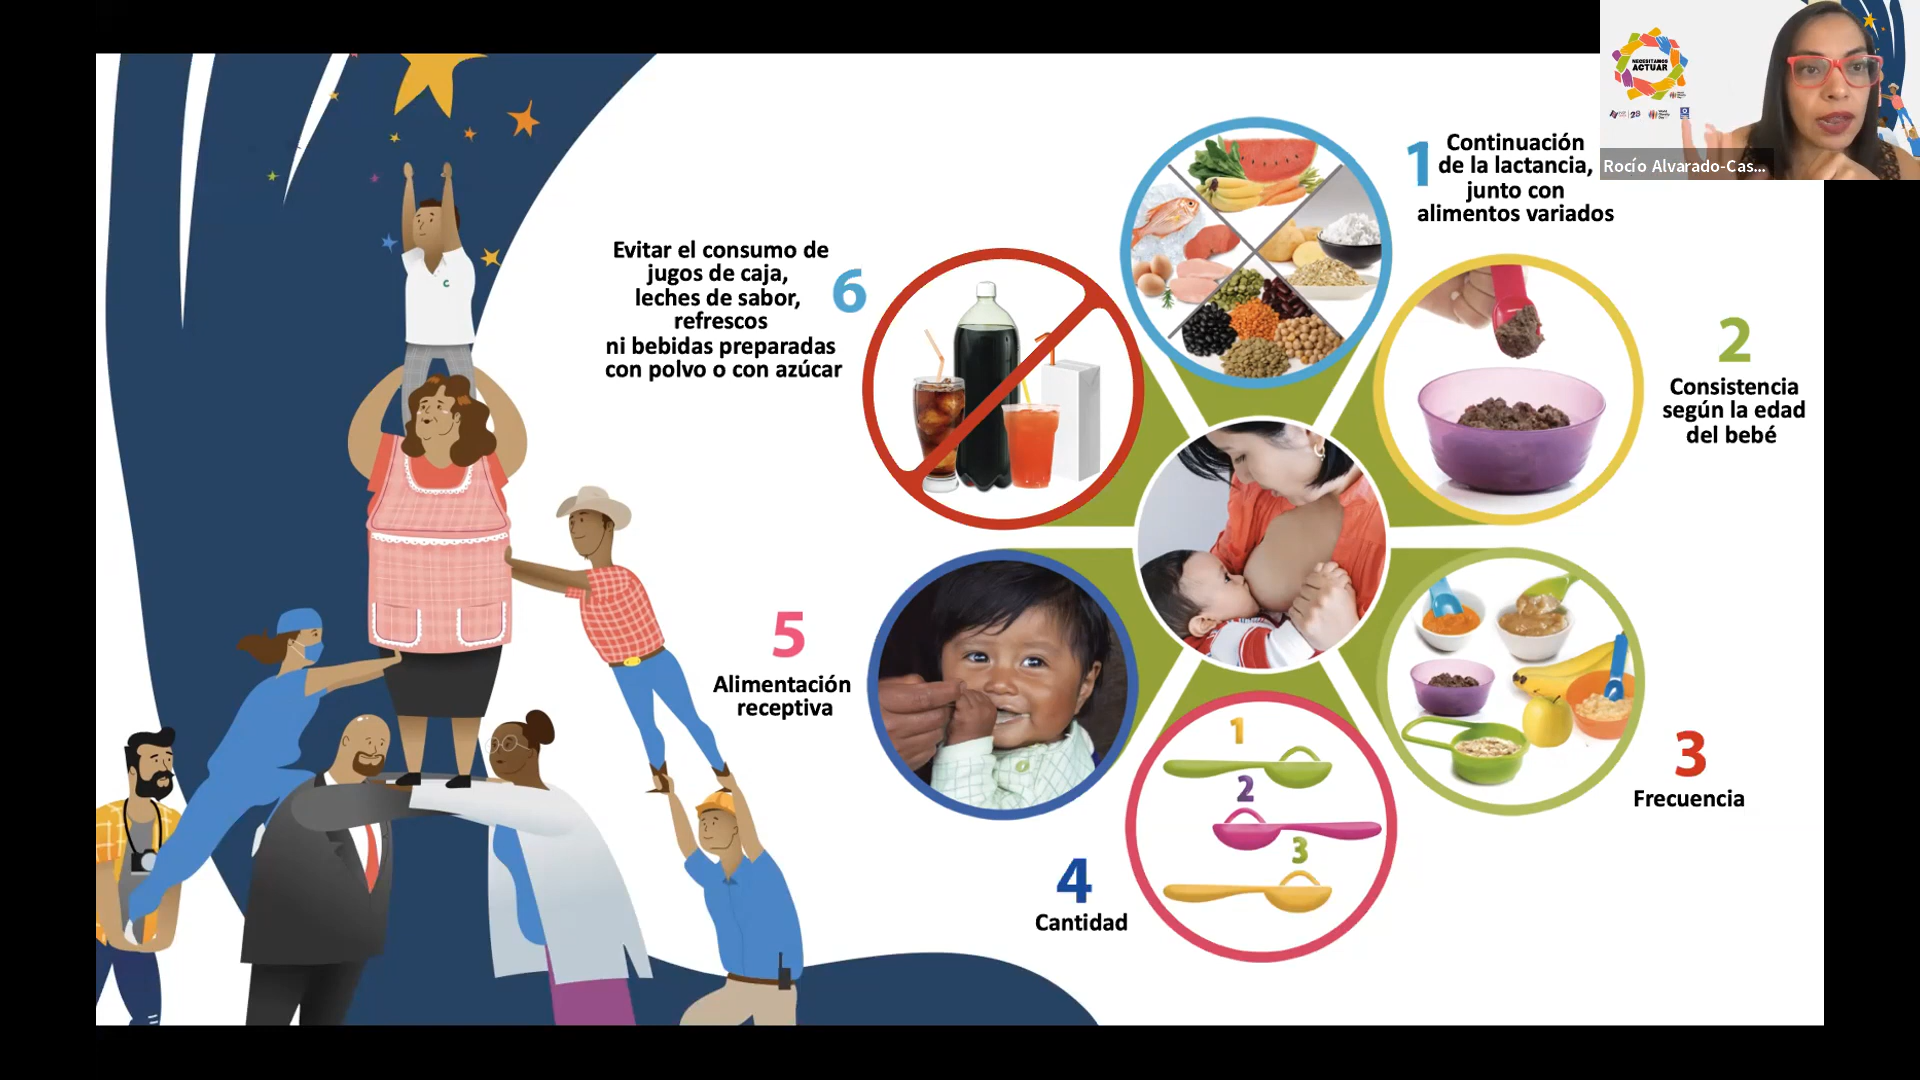 1
Continuación
de la lactancia,
junto con
alimentos variados
2
Consistencia
según la edad
del bebé
3
Frecuencia
4
Cantidad
5
Alimentación
receptiva
6
Evitar el consumo de
jugos de caja,
leches de sabor,
refrescos
ni bebidas preparadas
con polvo o con azúcar
1
2
3
C
NECESITAMOS
ACTUAR
Rocío Alvarado-Cas...